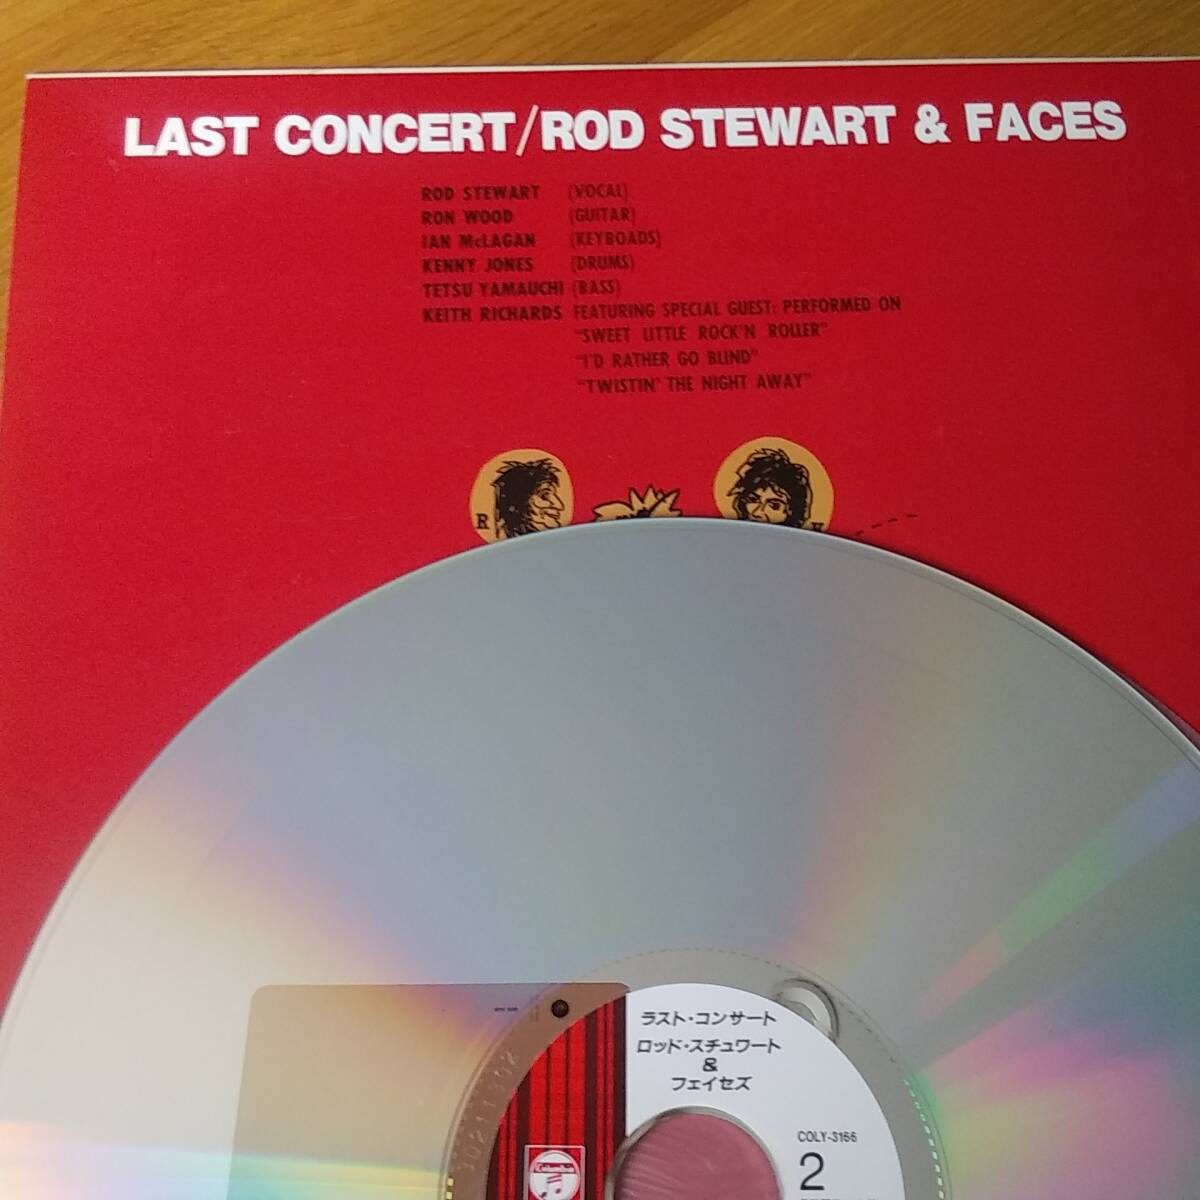 LAST CONCERT/ROD STEWART & FACES
ROD STEWART (VOCAL)
RON WOOD (GUITAR)
IAN McLAGAN (KEYBOADS)
KENNY JONES (DRUMS)
TETSU YAMAUCHI (BASS)
KEITH RICHARDS FEATURING SPECIAL GUEST: PERFORMED ON
"SWEET LITTLE ROCK'N ROLLER"
"I'D RATHER GO BLIND"
"TWISTIN' THE NIGHT AWAY"
R
ラスト・コンサート
ロッド・スチュワート
&
フェイセズ
COLY-3166
2
30211302
Columbia